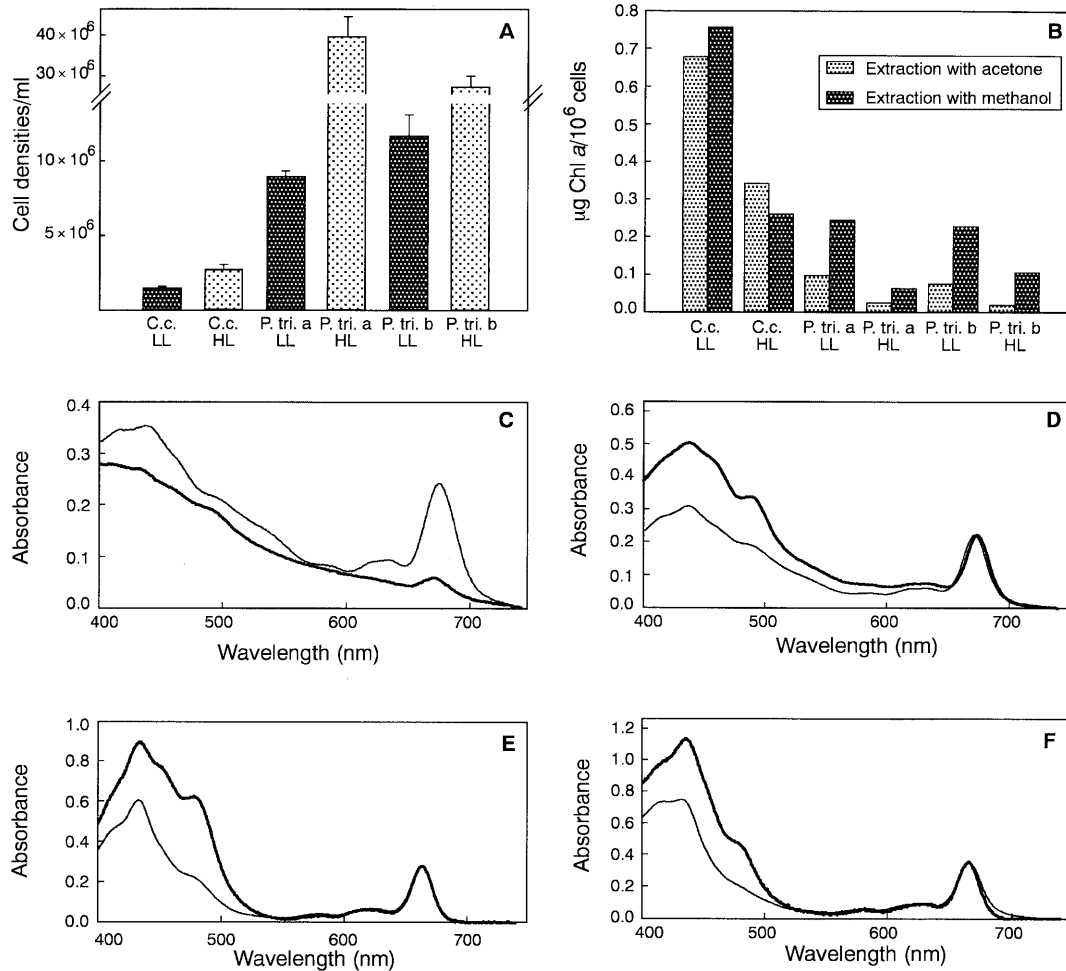 A
Cell densities/ml
40 × 10⁶
30 × 10⁶
10 × 10⁶
5 × 10⁶
C.c. C.c. P. tri. a P. tri. a P. tri. b P. tri. b
LL HL LL HL LL HL
B
µg Chl a/10⁶ cells
0.8
0.7
0.6
0.5
0.4
0.3
0.2
0.1
0.0
Extraction with acetone
Extraction with methanol
C.c. C.c. P. tri. a P. tri. a P. tri. b P. tri. b
LL HL LL HL LL HL
C
Absorbance
0.4
0.3
0.2
0.1
0.0
400 500 600 700
Wavelength (nm)
D
Absorbance
0.6
0.5
0.4
0.3
0.2
0.1
0.0
400 500 600 700
Wavelength (nm)
E
Absorbance
1.0
0.8
0.6
0.4
0.2
0.0
400 500 600 700
Wavelength (nm)
F
Absorbance
1.2
1.0
0.8
0.6
0.4
0.2
0.0
400 500 600 700
Wavelength (nm)